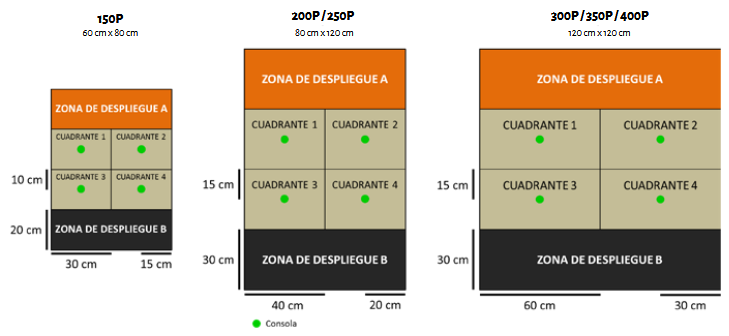 150P
60 cm x 80 cm
ZONA DE DESPLIEGUE A
CUADRANTE 1
CUADRANTE 2
CUADRANTE 3
CUADRANTE 4
10 cm
20 cm
ZONA DE DESPLIEGUE B
30 cm
15 cm
200P / 250P
80 cm x 120 cm
ZONA DE DESPLIEGUE A
CUADRANTE 1
CUADRANTE 2
CUADRANTE 3
CUADRANTE 4
15 cm
30 cm
ZONA DE DESPLIEGUE B
40 cm
20 cm
Consola
300P / 350P / 400P
120 cm x 120 cm
ZONA DE DESPLIEGUE A
CUADRANTE 1
CUADRANTE 2
CUADRANTE 3
CUADRANTE 4
15 cm
30 cm
ZONA DE DESPLIEGUE B
60 cm
30 cm